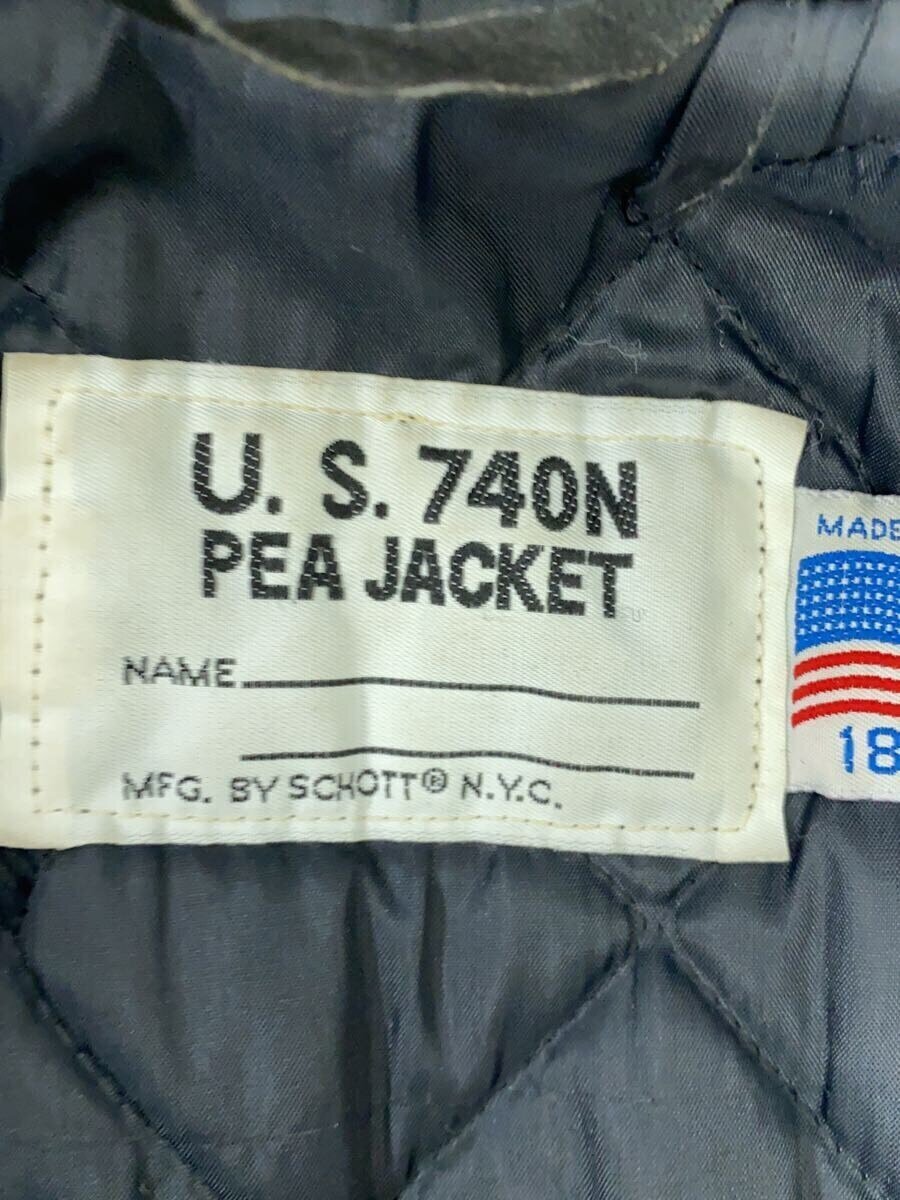 U. S. 740N
PEA JACKET
NAME
MFG. BY SCHOTT® N.Y.C.
MADE
18